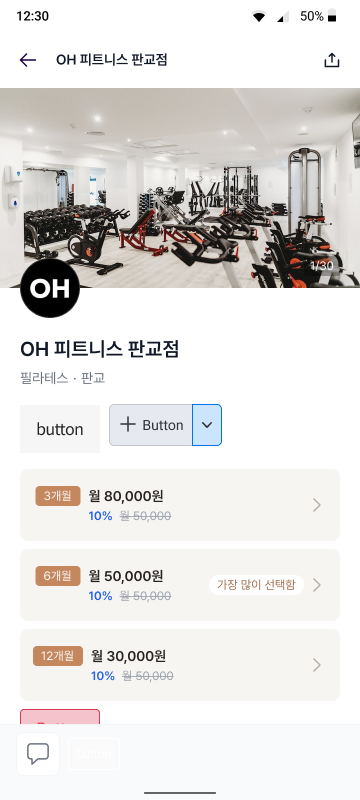 12:30
50%
OH 피트니스 판교점
1/30
OH
OH 피트니스 판교점
필라테스 · 판교
button
Button
3개월 월 80,000원
10% 월 50,000
6개월 월 50,000원
10% 월 50,000
가장 많이 선택함
12개월 월 30,000원
10% 월 50,000
button